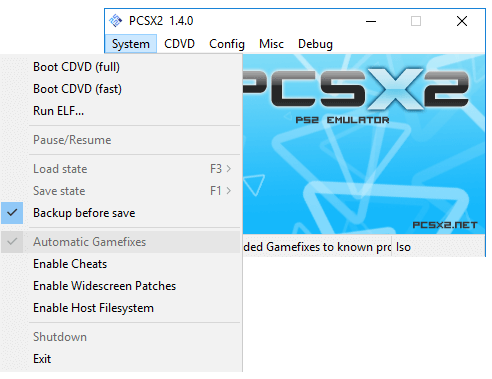 PCSX2 1.4.0
System CDVD Config Misc Debug
Boot CDVD (full)
Boot CDVD (fast)
Run ELF...
Pause/Resume
Load state F3 >
Save state F1 >
Backup before save
Automatic Gamefixes
Enable Cheats
Enable Widescreen Patches
Enable Host Filesystem
Shutdown
Exit
PCSX2
PS2 EMULATOR
PCSX2.NET
ded Gamefixes to known pro Iso